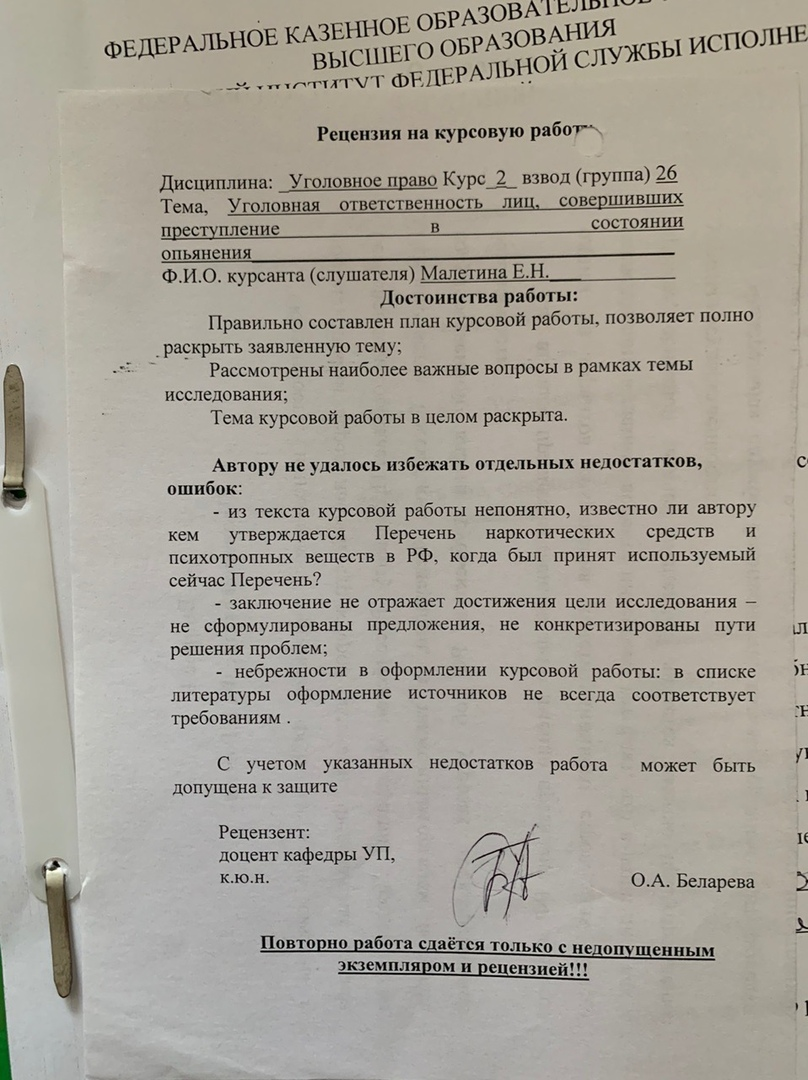 ФЕДЕРАЛЬНОЕ КАЗЕННОЕ ОБРАЗОВАТЕЛЬНОЕ
ВЫСШЕГО ОБРАЗОВАНИЯ
ИНСТИТУТ ФЕДЕРАЛЬНОЙ СЛУЖБЫ ИСПОЛНЕ
Рецензия на курсовую работу
Дисциплина: _Уголовное право Курс_2_ взвод (группа) 26
Тема, Уголовная ответственность лиц, совершивших
преступление в состоянии
опьянения
Ф.И.О. курсанта (слушателя) Малетина Е.Н.
Достоинства работы:
Правильно составлен план курсовой работы, позволяет полно
раскрыть заявленную тему;
Рассмотрены наиболее важные вопросы в рамках темы
исследования;
Тема курсовой работы в целом раскрыта.
Автору не удалось избежать отдельных недостатков,
ошибок:
- из текста курсовой работы непонятно, известно ли автору
кем утверждается Перечень наркотических средств и
психотропных веществ в РФ, когда был принят используемый
сейчас Перечень?
- заключение не отражает достижения цели исследования –
не сформулированы предложения, не конкретизированы пути
решения проблем;
- небрежности в оформлении курсовой работы: в списке
литературы оформление источников не всегда соответствует
требованиям .
С учетом указанных недостатков работа может быть
допущена к защите
Рецензент:
доцент кафедры УП,
к.ю.н. О.А. Беларева
Повторно работа сдаётся только с недопущенным
экземпляром и рецензией!!!